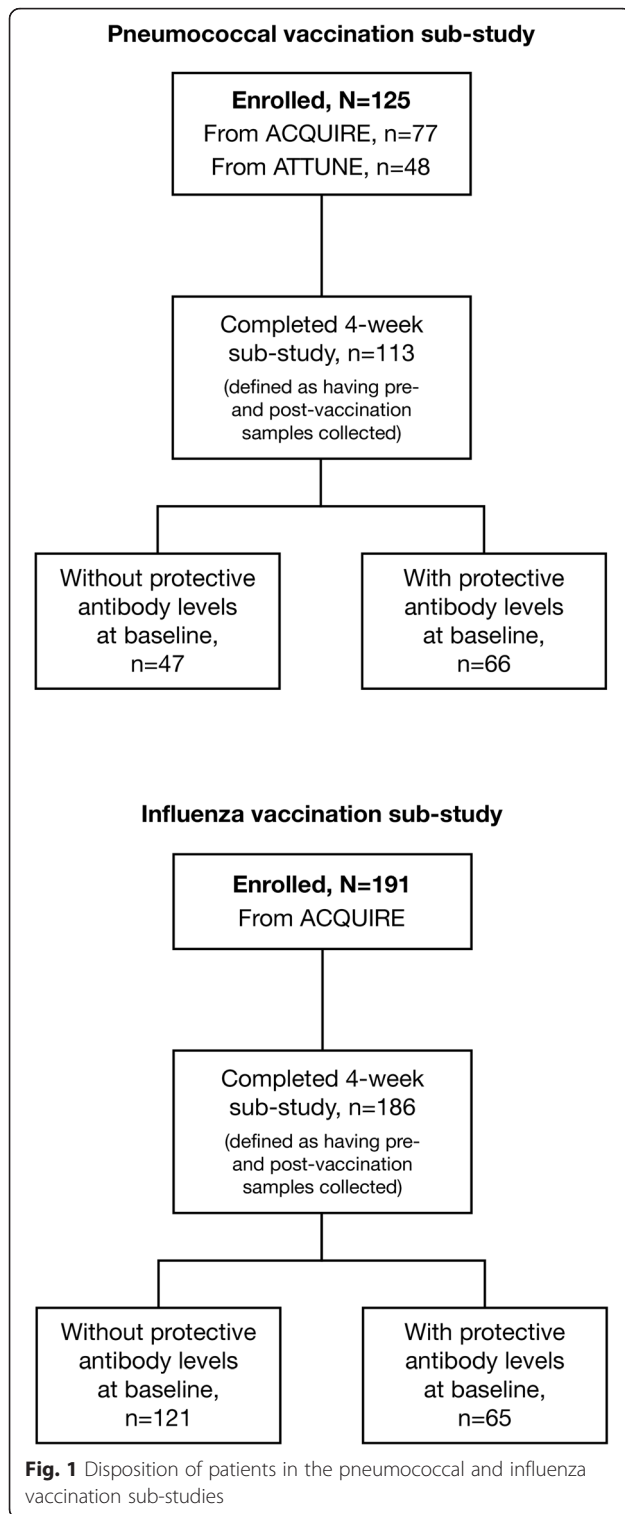 Pneumococcal vaccination sub-study
Enrolled, N=125
From ACQUIRE, n=77
From ATTUNE, n=48
Completed 4-week
sub-study, n=113
(defined as having pre-
and post-vaccination
samples collected)
Without protective
antibody levels
at baseline,
n=47
With protective
antibody levels
at baseline,
n=66
Influenza vaccination sub-study
Enrolled, N=191
From ACQUIRE
Completed 4-week
sub-study, n=186
(defined as having pre-
and post-vaccination
samples collected)
Without protective
antibody levels
at baseline,
n=121
With protective
antibody levels
at baseline,
n=65
Fig. 1 Disposition of patients in the pneumococcal and influenza
vaccination sub-studies